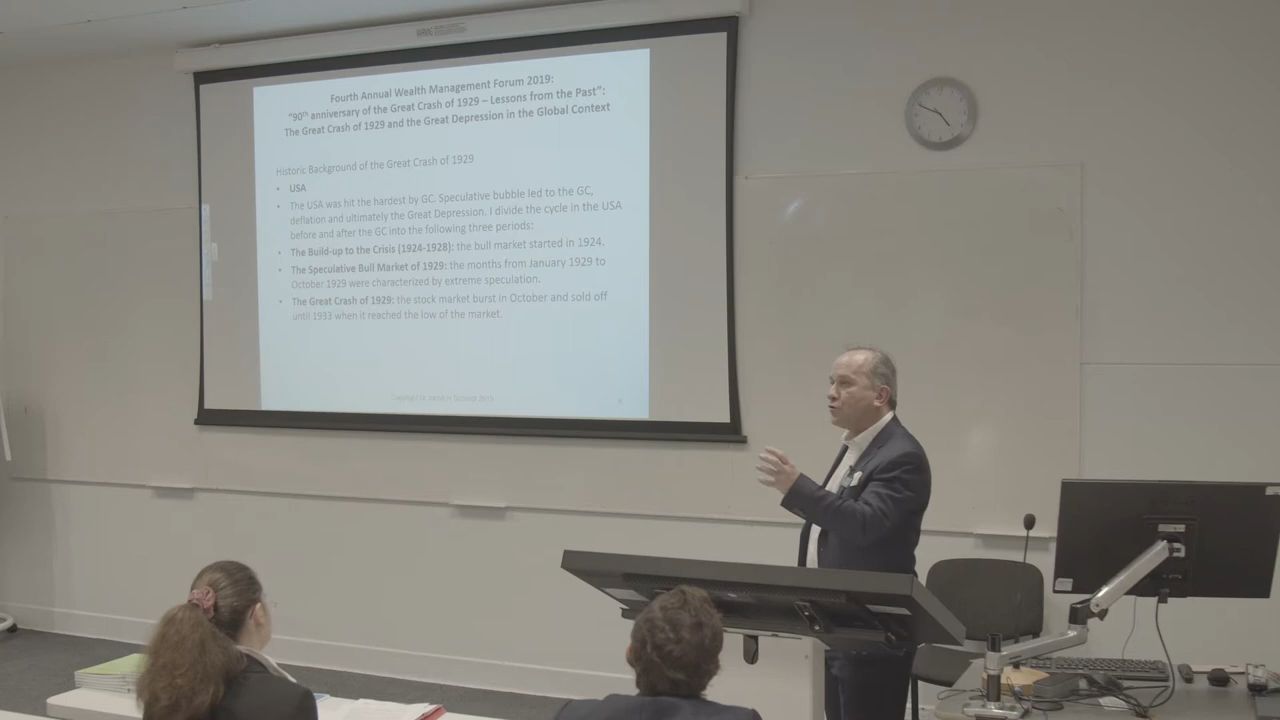 Fourth Annual Wealth Management Forum 2019:
"90th anniversary of the Great Crash of 1929 – Lessons from the Past":
The Great Crash of 1929 and the Great Depression in the Global Context
Historic Background of the Great Crash of 1929
• USA
• The USA was hit the hardest by GC. Speculative bubble led to the GC,
deflation and ultimately the Great Depression. I divide the cycle in the USA
before and after the GC into the following three periods:
• The Build-up to the Crisis (1924-1928): the bull market started in 1924.
• The Speculative Bull Market of 1929: the months from January 1929 to
October 1929 were characterized by extreme speculation.
• The Great Crash of 1929: the stock market burst in October and sold off
until 1933 when it reached the low of the market.
Copyright Dr.